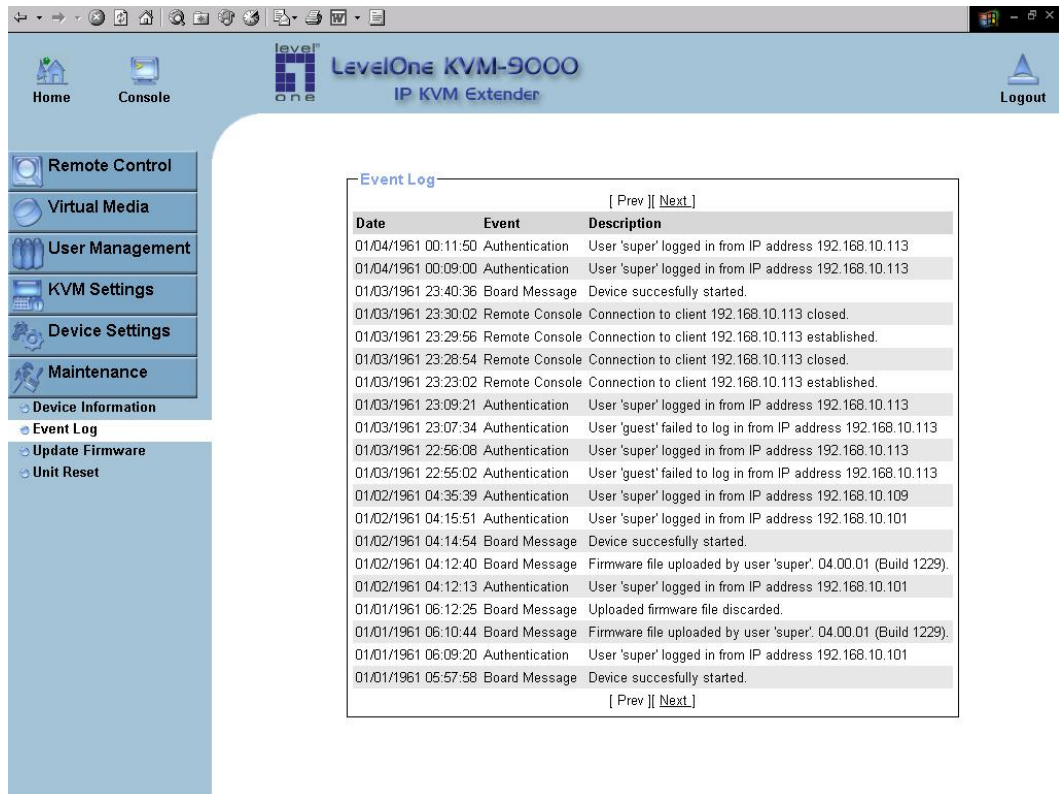 Home
Console
level
one
LevelOne KVM-9000
IP KVM Extender
Logout
Remote Control
Virtual Media
User Management
KVM Settings
Device Settings
Maintenance
Device Information
Event Log
Update Firmware
Unit Reset
Event Log
[ Prev ][ Next ]
Date Event Description
01/04/1961 00:11:50 Authentication User 'super' logged in from IP address 192.168.10.113
01/04/1961 00:09:00 Authentication User 'super' logged in from IP address 192.168.10.113
01/03/1961 23:40:36 Board Message Device succesfully started.
01/03/1961 23:30:02 Remote Console Connection to client 192.168.10.113 closed.
01/03/1961 23:29:56 Remote Console Connection to client 192.168.10.113 established.
01/03/1961 23:28:54 Remote Console Connection to client 192.168.10.113 closed.
01/03/1961 23:23:02 Remote Console Connection to client 192.168.10.113 established.
01/03/1961 23:09:21 Authentication User 'super' logged in from IP address 192.168.10.113
01/03/1961 23:07:34 Authentication User 'guest' failed to log in from IP address 192.168.10.113
01/03/1961 22:56:08 Authentication User 'super' logged in from IP address 192.168.10.113
01/03/1961 22:55:02 Authentication User 'guest' failed to log in from IP address 192.168.10.113
01/02/1961 04:35:39 Authentication User 'super' logged in from IP address 192.168.10.109
01/02/1961 04:15:51 Authentication User 'super' logged in from IP address 192.168.10.101
01/02/1961 04:14:54 Board Message Device succesfully started.
01/02/1961 04:12:40 Board Message Firmware file uploaded by user 'super'. 04.00.01 (Build 1229).
01/02/1961 04:12:13 Authentication User 'super' logged in from IP address 192.168.10.101
01/01/1961 06:12:25 Board Message Uploaded firmware file discarded.
01/01/1961 06:10:44 Board Message Firmware file uploaded by user 'super'. 04.00.01 (Build 1229).
01/01/1961 06:09:20 Authentication User 'super' logged in from IP address 192.168.10.101
01/01/1961 05:57:58 Board Message Device succesfully started.
[ Prev ][ Next ]